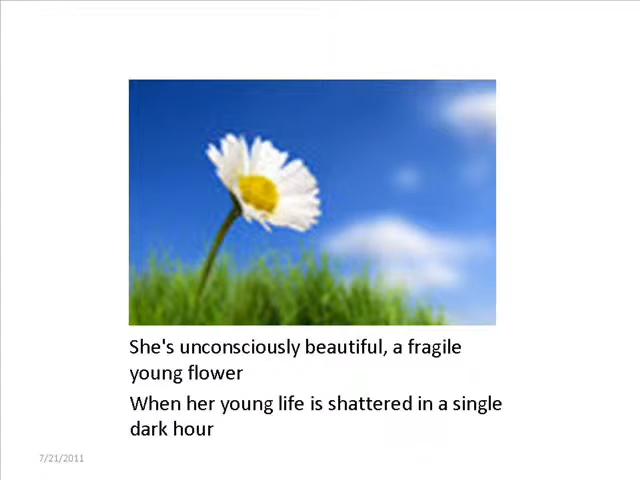 She's unconsciously beautiful, a fragile
young flower
When her young life is shattered in a single
dark hour
7/21/2011